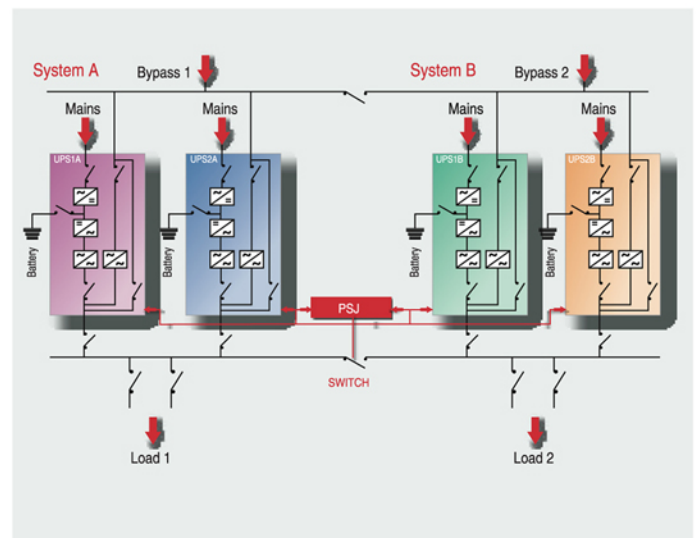 System A
Bypass 1
System B
Bypass 2
Mains
Mains
Mains
Mains
UPS1A
UPS2A
UPS1B
UPS2B
Battery
Battery
Battery
Battery
PSJ
SWITCH
Load 1
Load 2